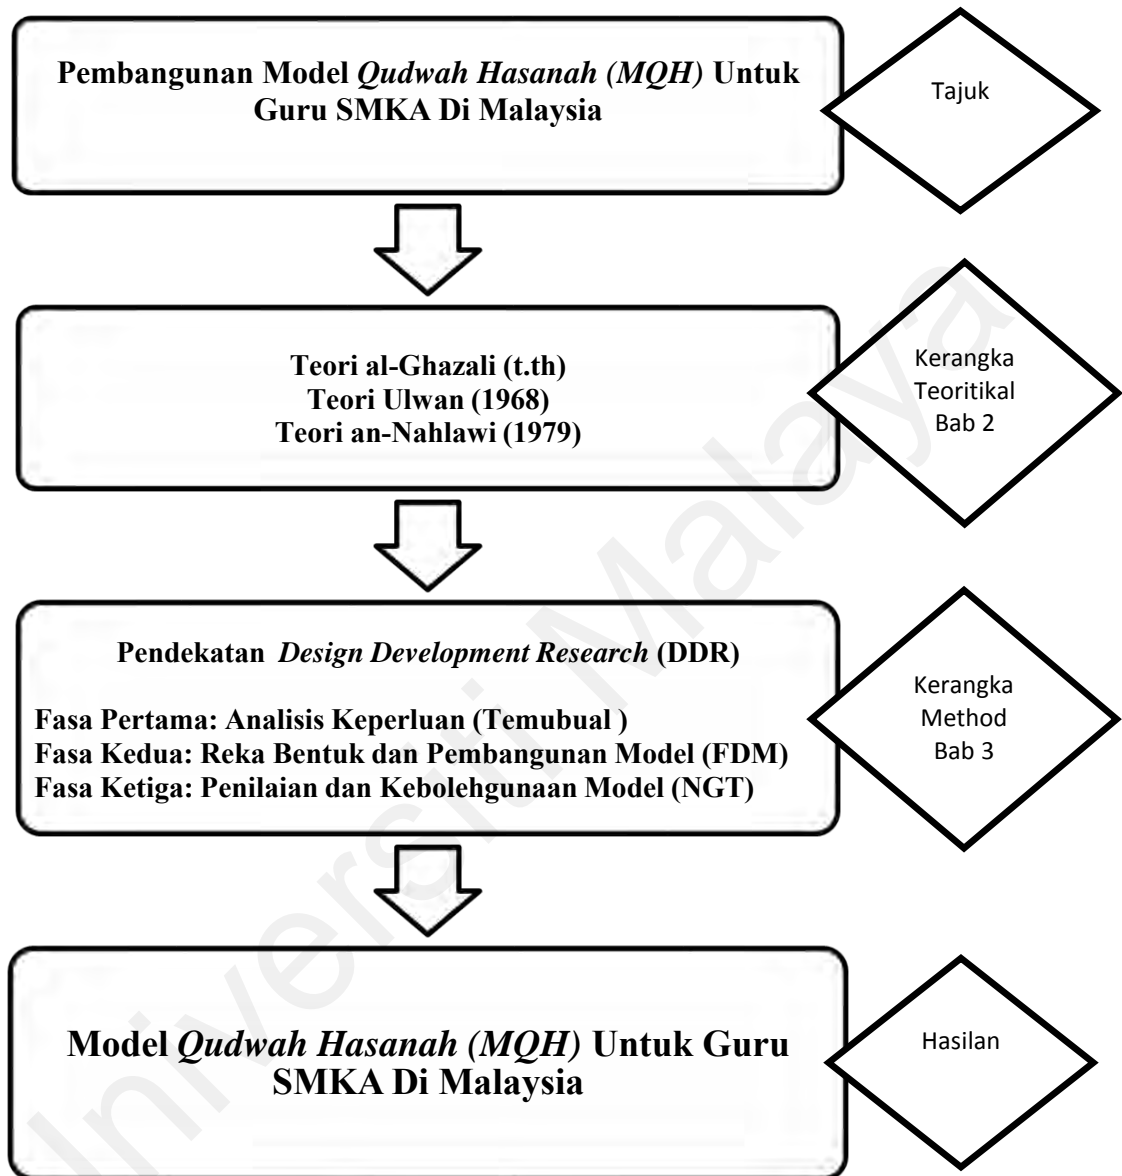 Pembangunan Model Qudwah Hasanah (MQH) Untuk
Guru SMKA Di Malaysia
Tajuk
Teori al-Ghazali (t.th)
Teori Ulwan (1968)
Teori an-Nahlawi (1979)
Kerangka
Teoritikal
Bab 2
Pendekatan Design Development Research (DDR)
Fasa Pertama: Analisis Keperluan (Temubual )
Fasa Kedua: Reka Bentuk dan Pembangunan Model (FDM)
Fasa Ketiga: Penilaian dan Kebolehgunaan Model (NGT)
Kerangka
Method
Bab 3
Model Qudwah Hasanah (MQH) Untuk Guru
SMKA Di Malaysia
Hasilan
Universiti Malaya